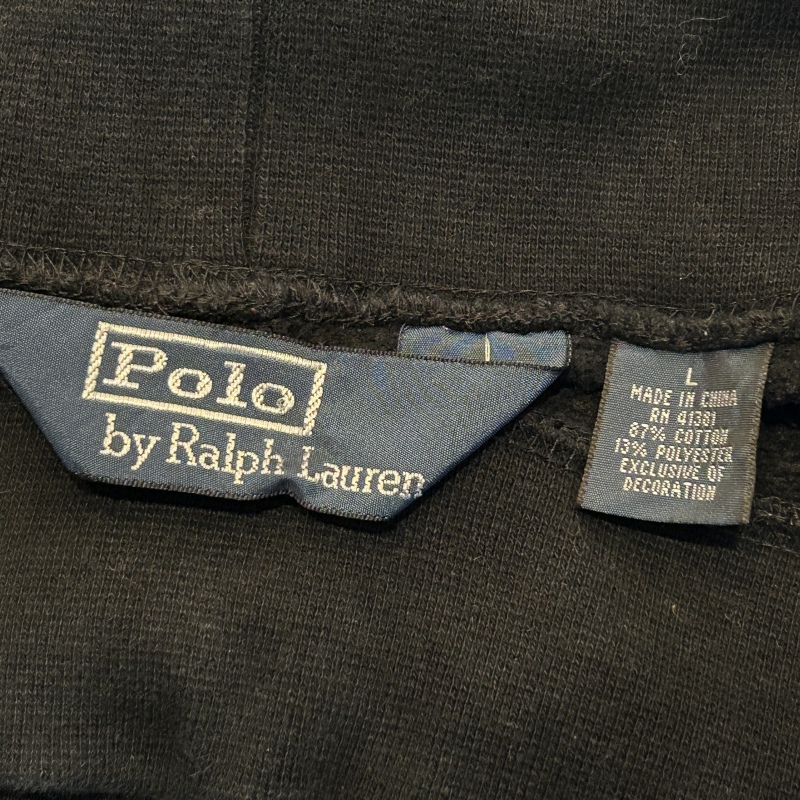 Polo
by Ralph Lauren
L
MADE IN CHINA
RN 41381
87% COTTON
13% POLYESTER
EXCLUSIVE OF
DECORATION